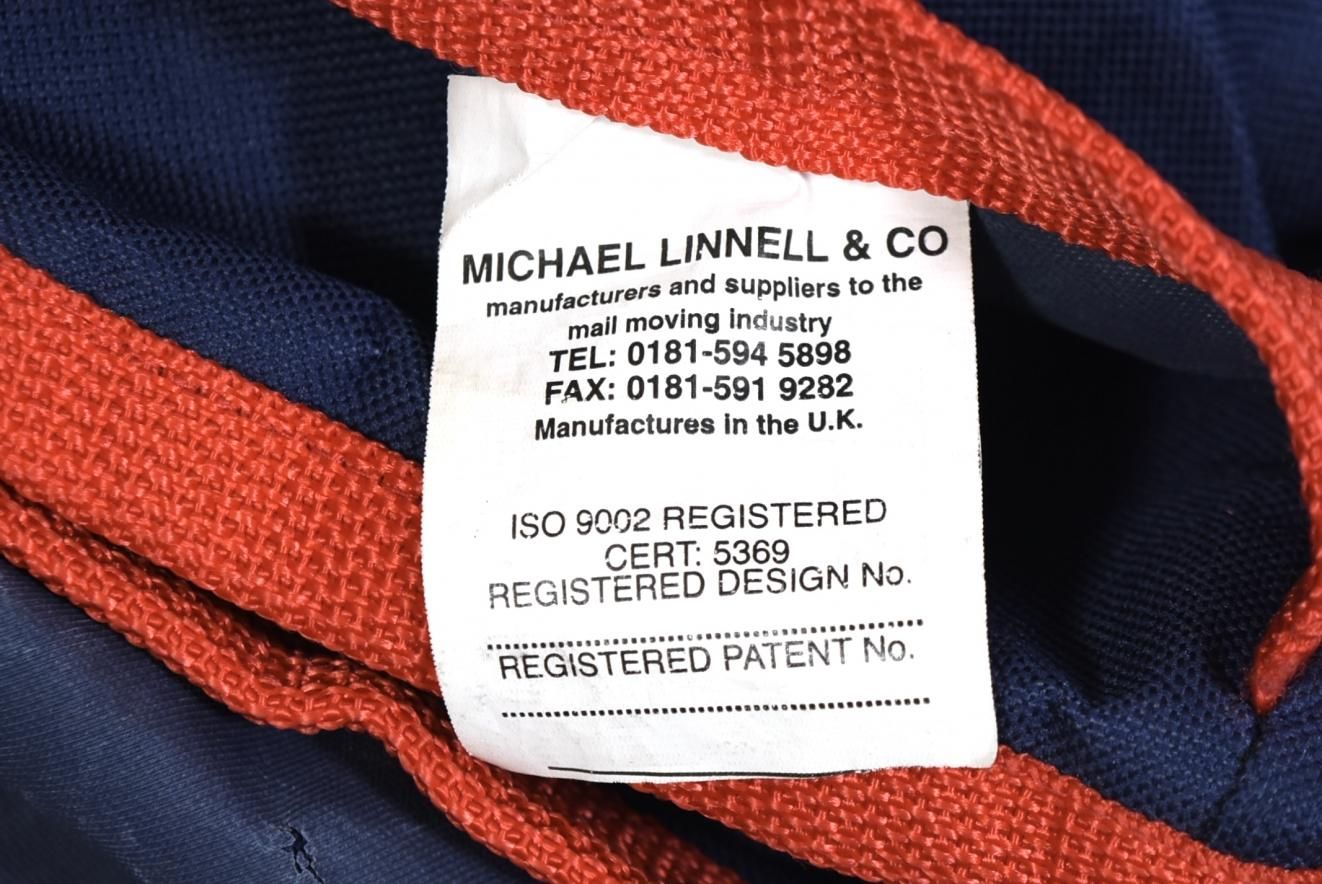 MICHAEL LINNELL & CO
manufacturers and suppliers to the
mail moving industry
TEL: 0181-594 5898
FAX: 0181-591 9282
Manufactures in the U.K.
ISO 9002 REGISTERED
CERT: 5369
REGISTERED DESIGN No.
REGISTERED PATENT No.